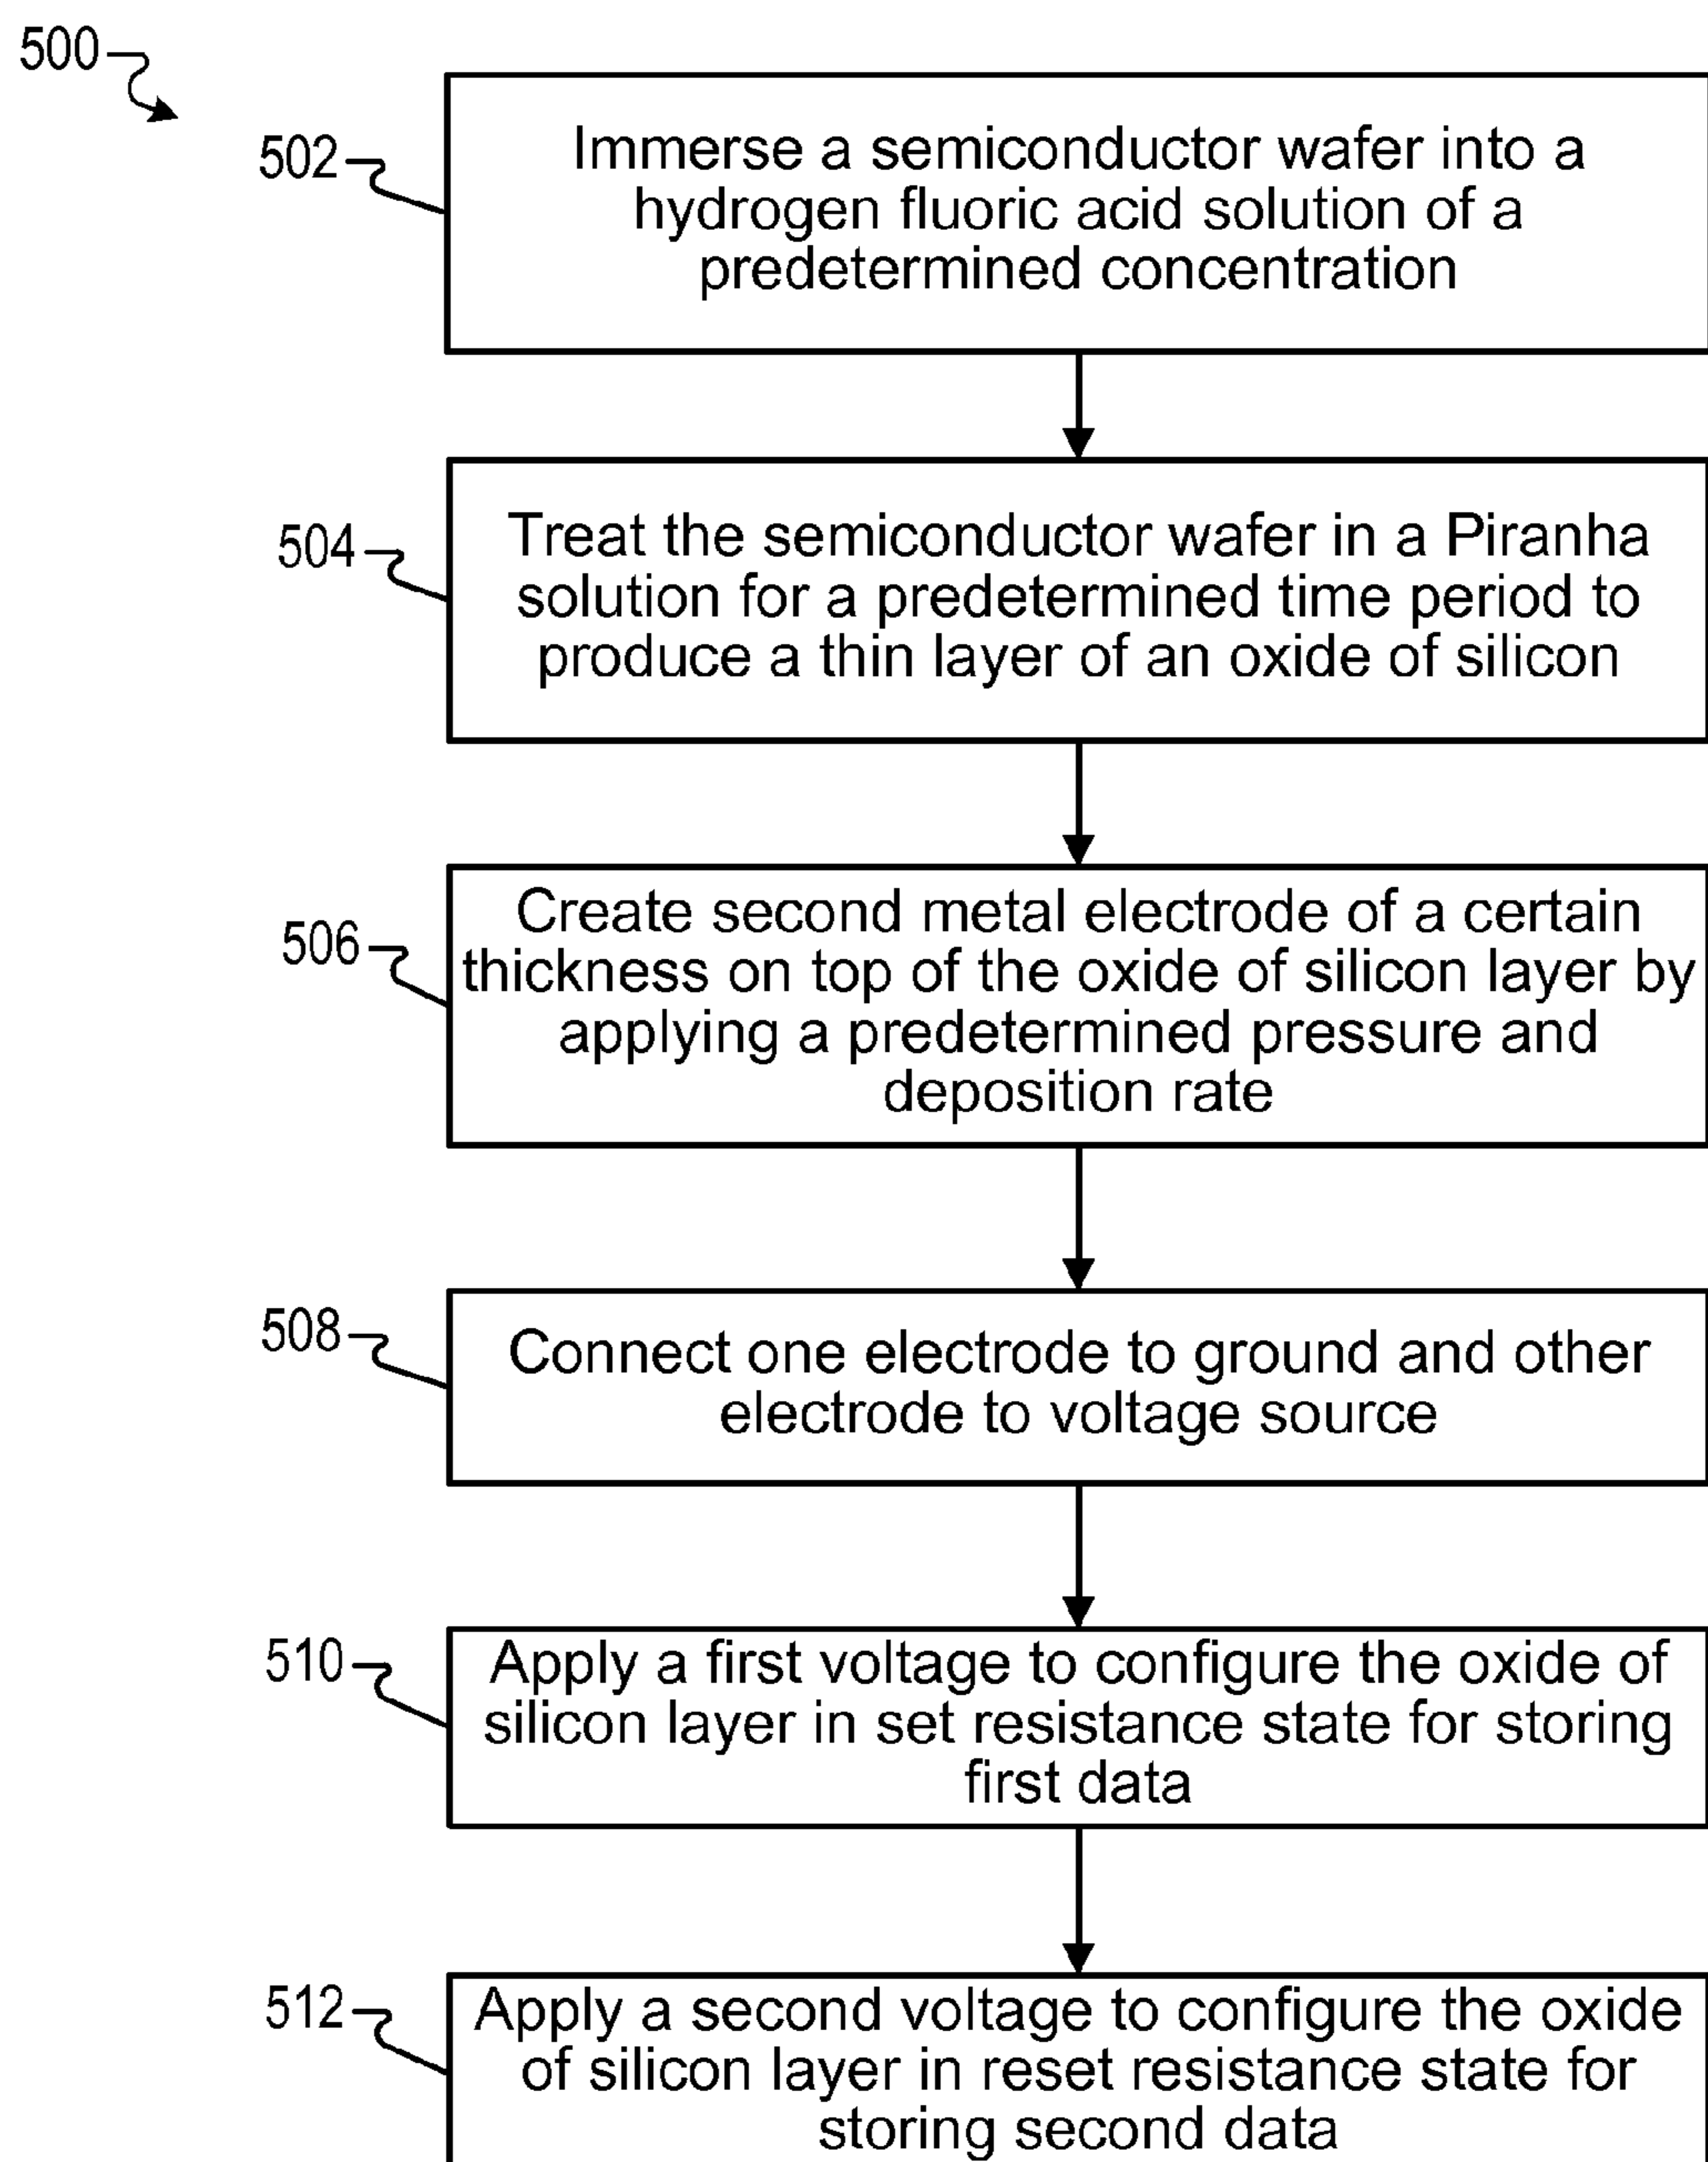 500
502
Immerse a semiconductor wafer into a
hydrogen fluoric acid solution of a
predetermined concentration
504
Treat the semiconductor wafer in a Piranha
solution for a predetermined time period to
produce a thin layer of an oxide of silicon
506
Create second metal electrode of a certain
thickness on top of the oxide of silicon layer by
applying a predetermined pressure and
deposition rate
508
Connect one electrode to ground and other
electrode to voltage source
510
Apply a first voltage to configure the oxide of
silicon layer in set resistance state for storing
first data
512
Apply a second voltage to configure the oxide
of silicon layer in reset resistance state for
storing second data